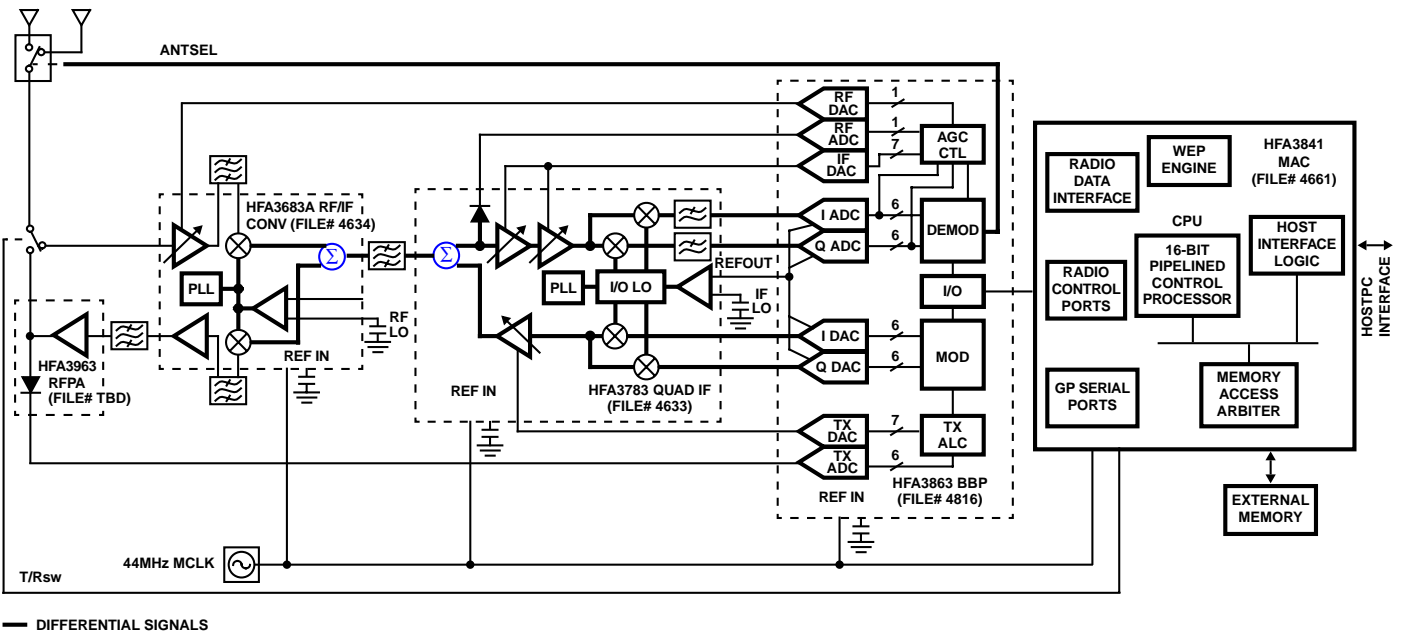 ANTSEL
RF
DAC
1
RF
ADC
1
IF
DAC
7
AGC
CTL
I ADC
6
Q ADC
6
DEMOD
I/O
I DAC
6
Q DAC
6
MOD
TX
DAC
7
TX
ADC
6
TX
ALC
HFA3863 BBP
(FILE# 4816)
REF IN
HFA3683A RF/IF
CONV (FILE# 4634)
Σ
PLL
RF
LO
REF IN
HFA3963
RFPA
(FILE# TBD)
Σ
PLL
I/O LO
REFOUT
IF
LO
REF IN
HFA3783 QUAD IF
(FILE# 4633)
RADIO
DATA
INTERFACE
WEP
ENGINE
HFA3841
MAC
(FILE# 4661)
CPU
16-BIT
PIPELINED
CONTROL
PROCESSOR
HOST
INTERFACE
LOGIC
RADIO
CONTROL
PORTS
GP SERIAL
PORTS
MEMORY
ACCESS
ARBITER
EXTERNAL
MEMORY
HOSTPC
INTERFACE
44MHz MCLK
T/Rsw
DIFFERENTIAL SIGNALS